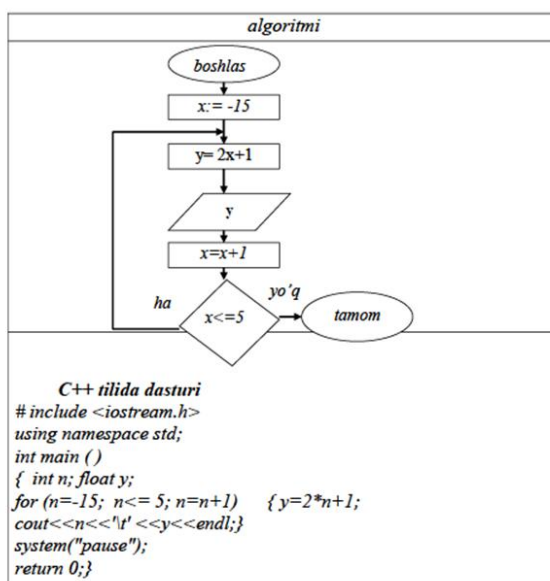 algoritmi
boshlas
x:= -15
y= 2x+1
y
x=x+1
ha
yo'q
x<=5
tamom
C++ tilida dasturi
# include <iostream.h>
using namespace std;
int main ( )
{ int n; float y;
for (n=-15; n<= 5; n=n+1) { y=2*n+1;
cout<<n<<'\t' <<y<<endl;}
system("pause");
return 0;}